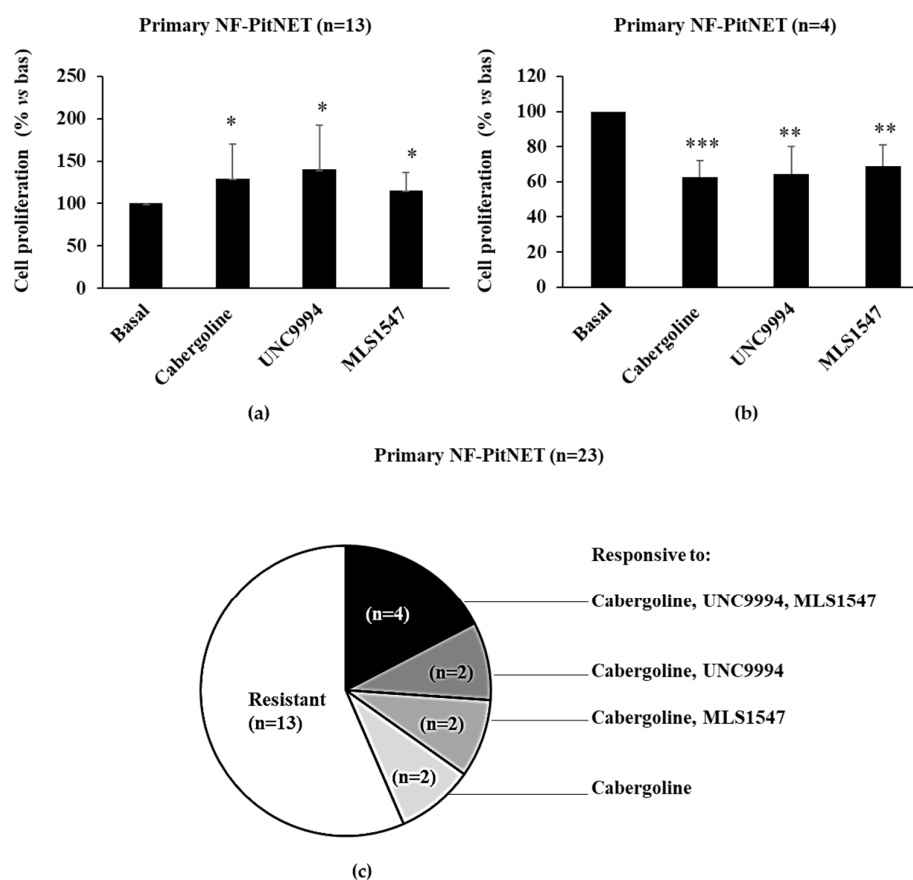 Primary NF-PitNET (n=13)
Cell proliferation (% vs bas)
250
200
150
100
50
0
*
*
*
Basal
Cabergoline
UNC9994
MLS1547
(a)
Primary NF-PitNET (n=4)
Cell proliferation (% vs bas)
120
100
80
60
40
20
0
***
**
**
Basal
Cabergoline
UNC9994
MLS1547
(b)
Primary NF-PitNET (n=23)
Responsive to:
(n=4)
Cabergoline, UNC9994, MLS1547
(n=2)
Cabergoline, UNC9994
Resistant
(n=13)
(n=2)
Cabergoline, MLS1547
(n=2)
Cabergoline
(c)